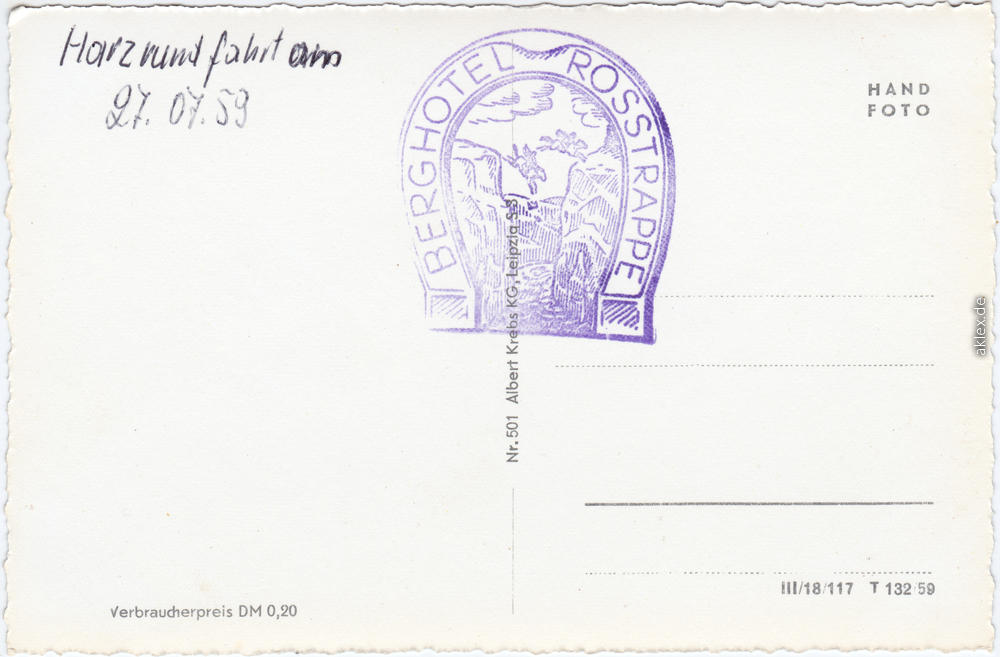 Harzrundfahrt am
27. 07. 59
BERGHOTEL ROSSTRAPPE
HAND
FOTO
Nr. 501 Albert Krebs KG, Leipzig S 3
Verbraucherpreis DM 0,20
III/18/117 T 132/59
aklex.de